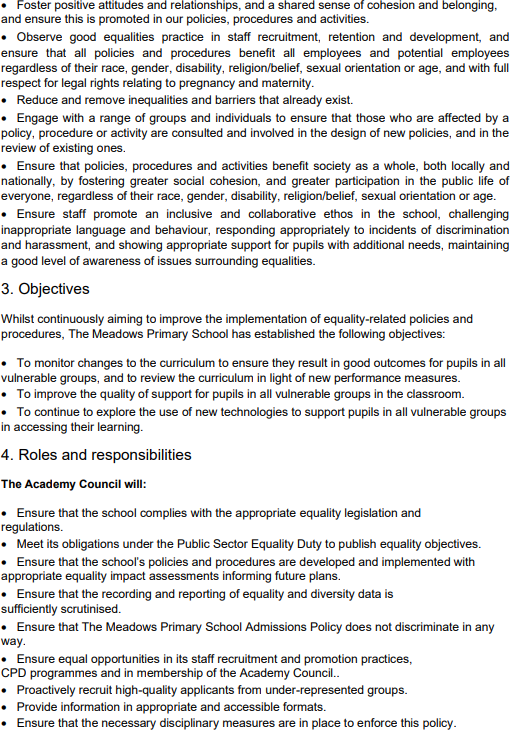 • Foster positive attitudes and relationships, and a shared sense of cohesion and belonging,
and ensure this is promoted in our policies, procedures and activities.
• Observe good equalities practice in staff recruitment, retention and development, and
ensure that all policies and procedures benefit all employees and potential employees
regardless of their race, gender, disability, religion/belief, sexual orientation or age, and with full
respect for legal rights relating to pregnancy and maternity.
• Reduce and remove inequalities and barriers that already exist.
• Engage with a range of groups and individuals to ensure that those who are affected by a
policy, procedure or activity are consulted and involved in the design of new policies, and in the
review of existing ones.
• Ensure that policies, procedures and activities benefit society as a whole, both locally and
nationally, by fostering greater social cohesion, and greater participation in the public life of
everyone, regardless of their race, gender, disability, religion/belief, sexual orientation or age.
• Ensure staff promote an inclusive and collaborative ethos in the school, challenging
inappropriate language and behaviour, responding appropriately to incidents of discrimination
and harassment, and showing appropriate support for pupils with additional needs, maintaining
a good level of awareness of issues surrounding equalities.
3. Objectives
Whilst continuously aiming to improve the implementation of equality-related policies and
procedures, The Meadows Primary School has established the following objectives:
• To monitor changes to the curriculum to ensure they result in good outcomes for pupils in all
vulnerable groups, and to review the curriculum in light of new performance measures.
• To improve the quality of support for pupils in all vulnerable groups in the classroom.
• To continue to explore the use of new technologies to support pupils in all vulnerable groups
in accessing their learning.
4. Roles and responsibilities
The Academy Council will:
• Ensure that the school complies with the appropriate equality legislation and
regulations.
• Meet its obligations under the Public Sector Equality Duty to publish equality objectives.
• Ensure that the school's policies and procedures are developed and implemented with
appropriate equality impact assessments informing future plans.
• Ensure that the recording and reporting of equality and diversity data is
sufficiently scrutinised.
• Ensure that The Meadows Primary School Admissions Policy does not discriminate in any
way.
• Ensure equal opportunities in its staff recruitment and promotion practices,
CPD programmes and in membership of the Academy Council..
• Proactively recruit high-quality applicants from under-represented groups.
• Provide information in appropriate and accessible formats.
• Ensure that the necessary disciplinary measures are in place to enforce this policy.